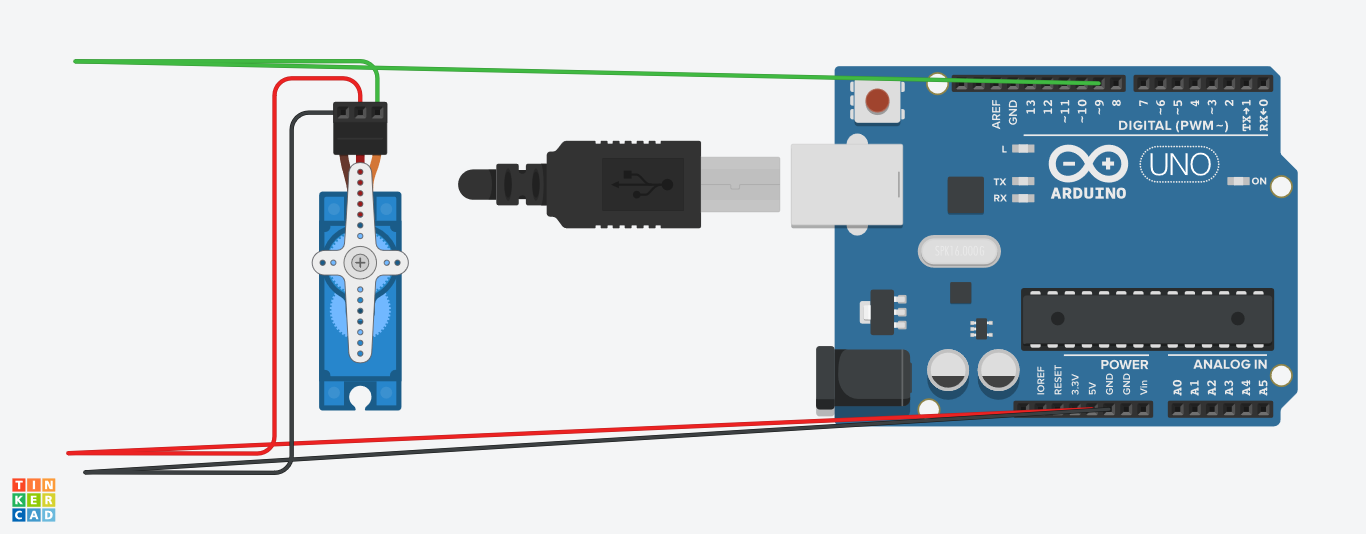 AREF
GND
13
12
~11
~10
~9
8
7
~6
~5
4
~3
2
TX→1
RX←0
DIGITAL (PWM~)
L
TX
RX
ARDUINO
UNO
ON
SPK16.000G
POWER
ANALOG IN
IOREF
RESET
3.3V
5V
GND
GND
Vin
A0
A1
A2
A3
A4
A5
TIN
KER
CAD